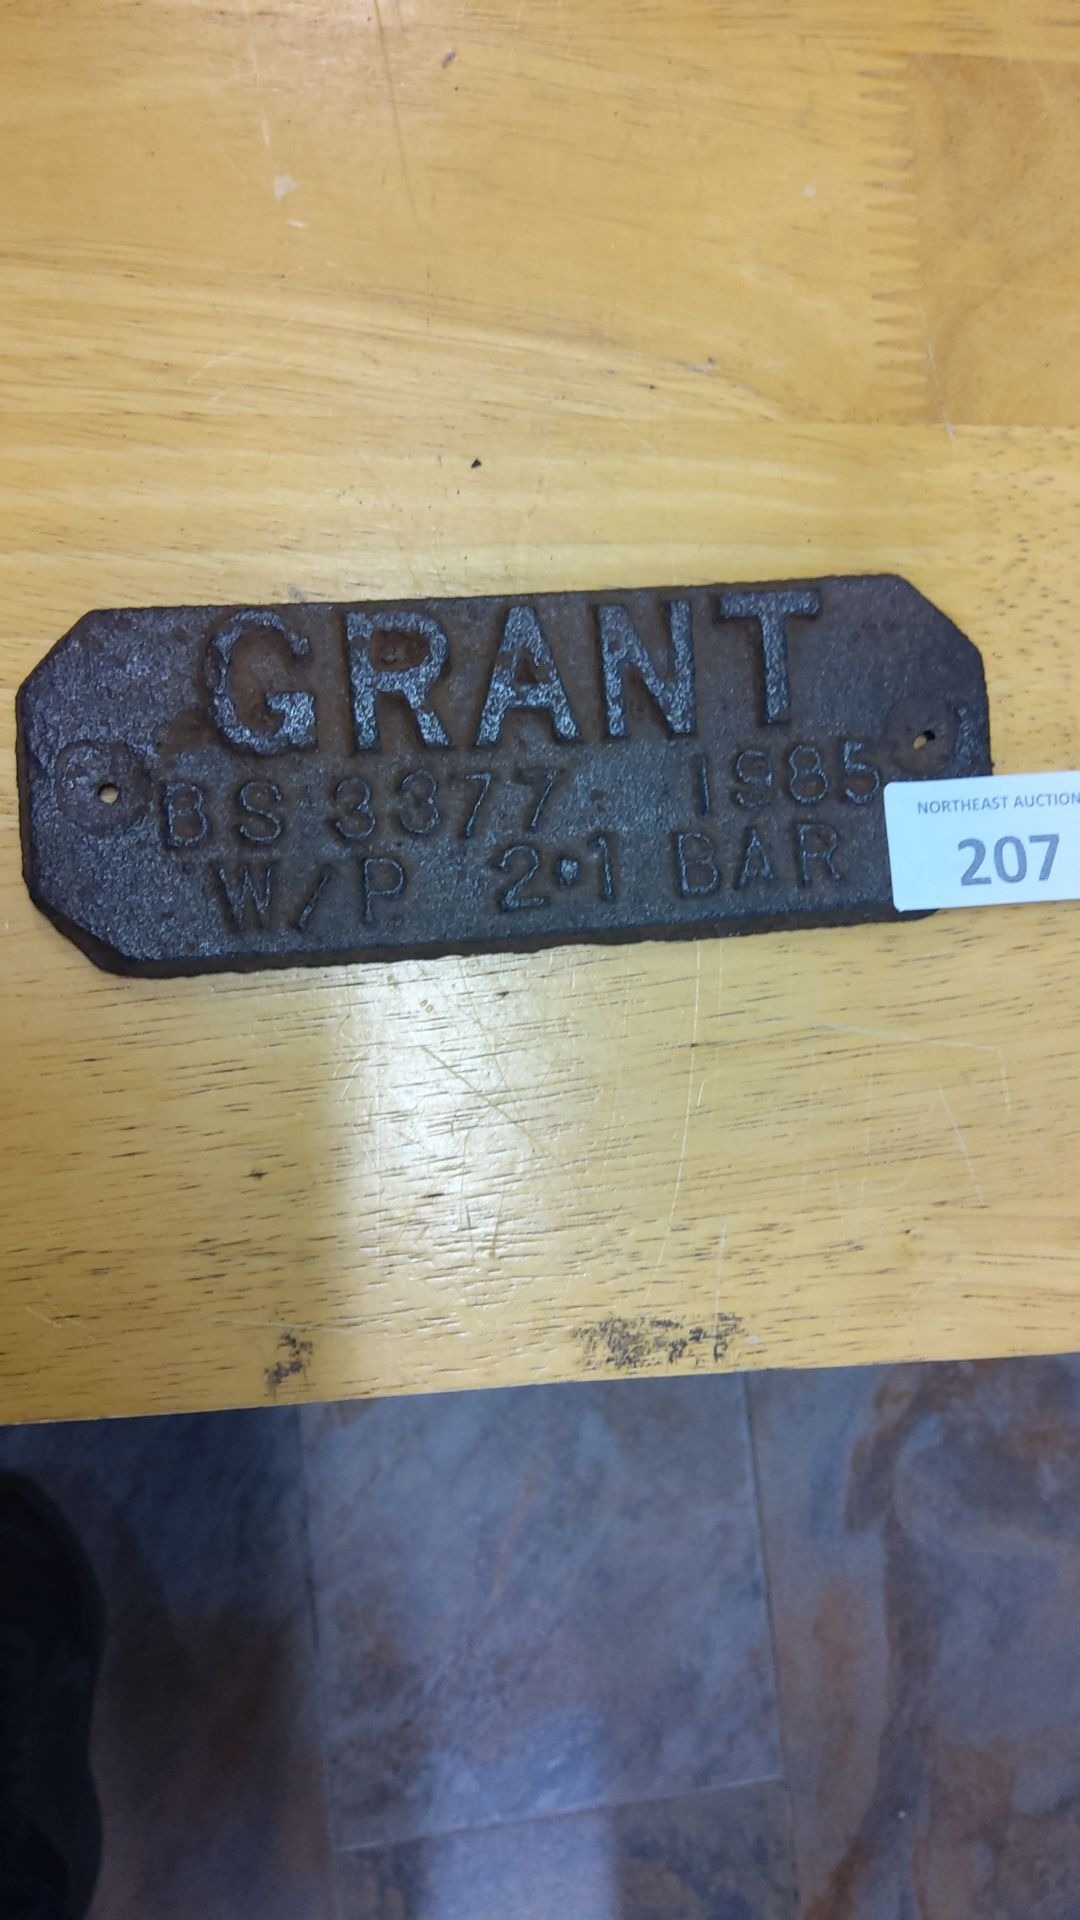 GRANT
BS 3377 1985
W/P 2·1 BAR
NORTHEAST AUCTION
207